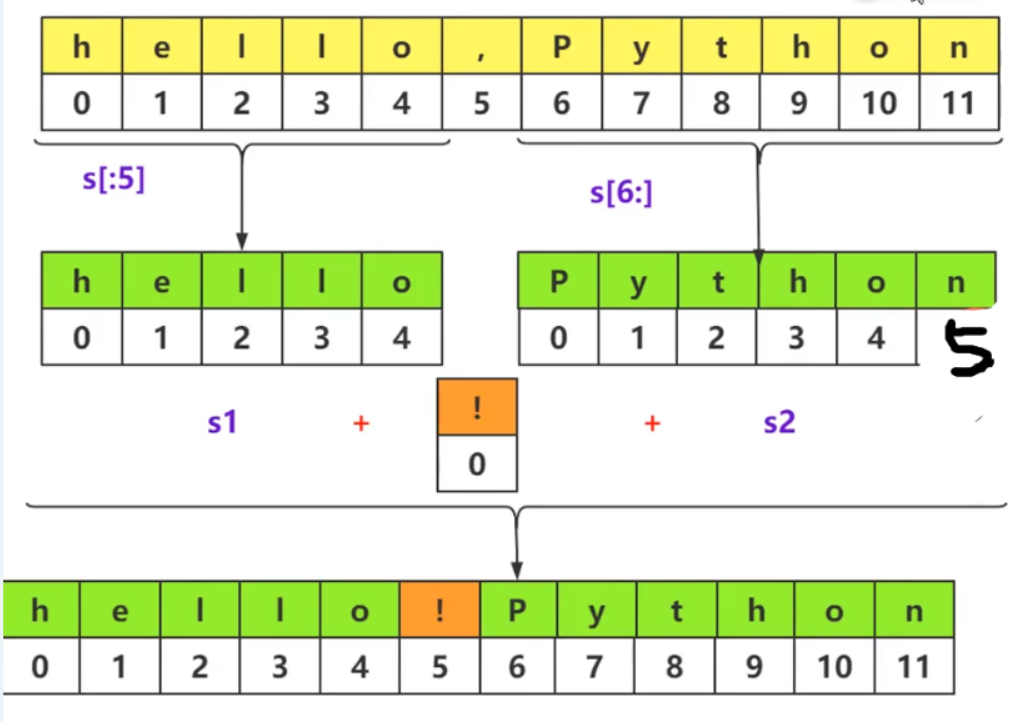 h e l l o , P y t h o n
0 1 2 3 4 5 6 7 8 9 10 11
s[:5] s[6:]
h e l l o P y t h o n
0 1 2 3 4 0 1 2 3 4 5
s1 + ! + s2
0
h e l l o ! P y t h o n
0 1 2 3 4 5 6 7 8 9 10 11